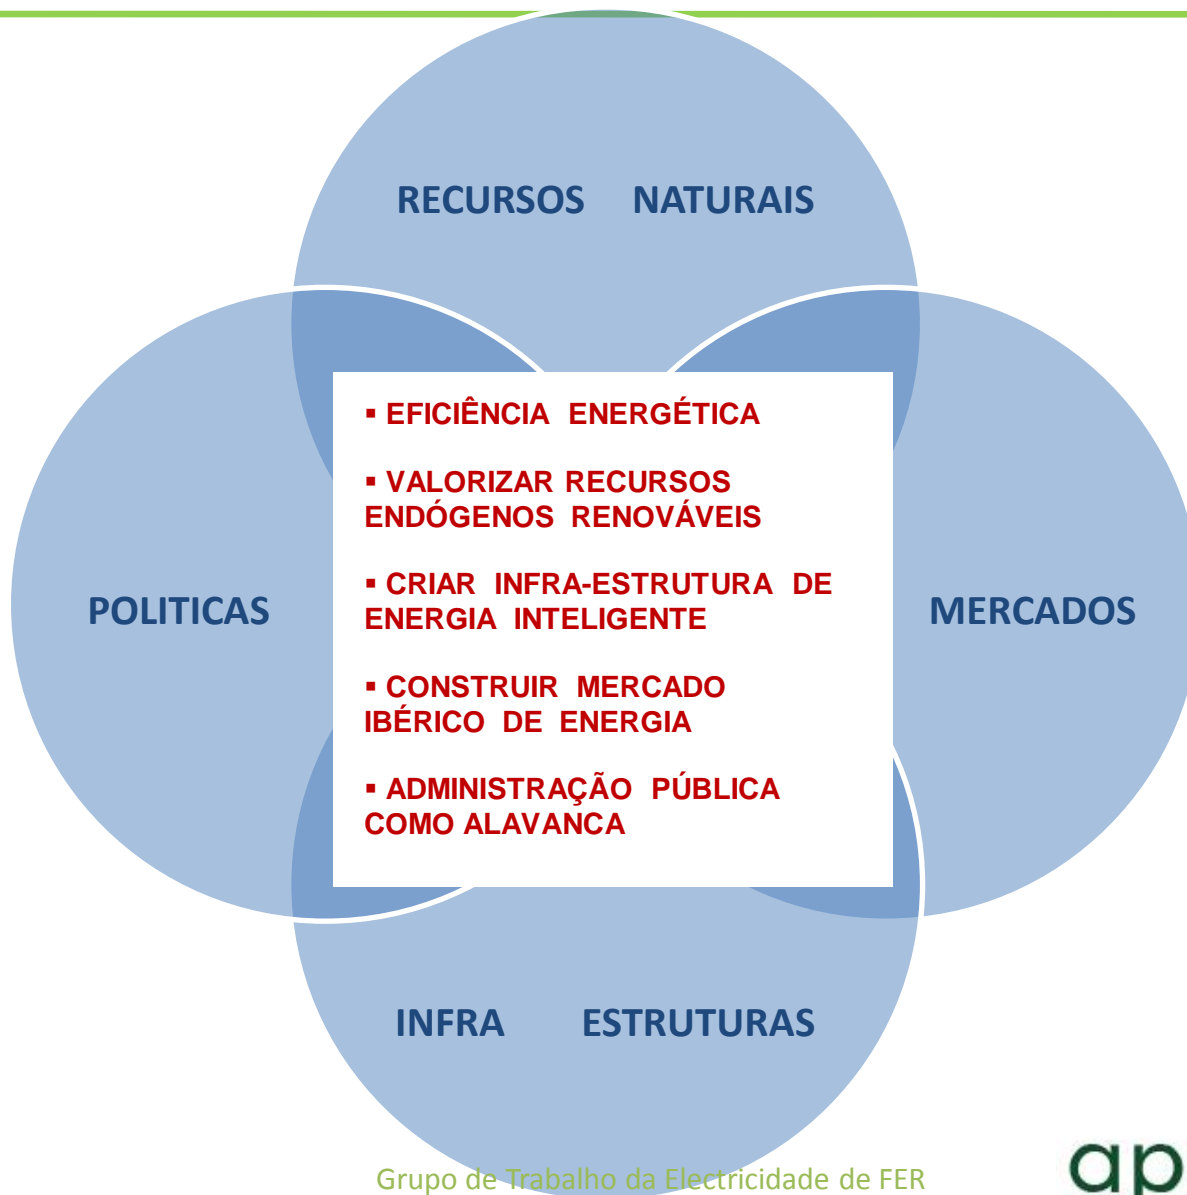 RECURSOS NATURAIS
▪ EFICIÊNCIA ENERGÉTICA
▪ VALORIZAR RECURSOS
ENDÓGENOS RENOVÁVEIS
▪ CRIAR INFRA-ESTRUTURA DE
ENERGIA INTELIGENTE
POLITICAS
MERCADOS
▪ CONSTRUIR MERCADO
IBÉRICO DE ENERGIA
▪ ADMINISTRAÇÃO PÚBLICA
COMO ALAVANCA
INFRA ESTRUTURAS
Grupo de Trabalho da Electricidade de FER
ap